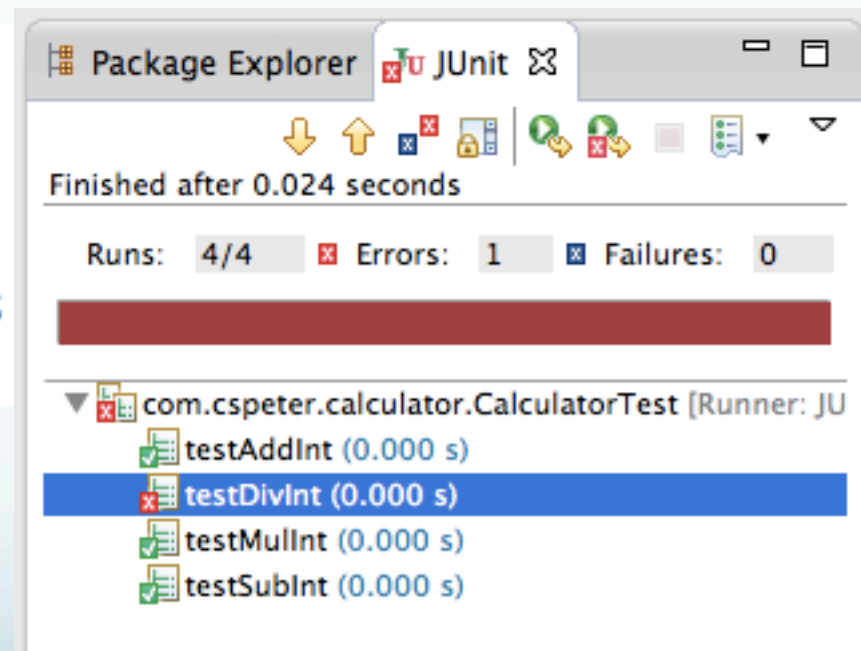 Package Explorer JUnit
Finished after 0.024 seconds
Runs: 4/4 Errors: 1 Failures: 0
com.cspeter.calculator.CalculatorTest [Runner: JU
testAddInt (0.000 s)
testDivInt (0.000 s)
testMulInt (0.000 s)
testSubInt (0.000 s)